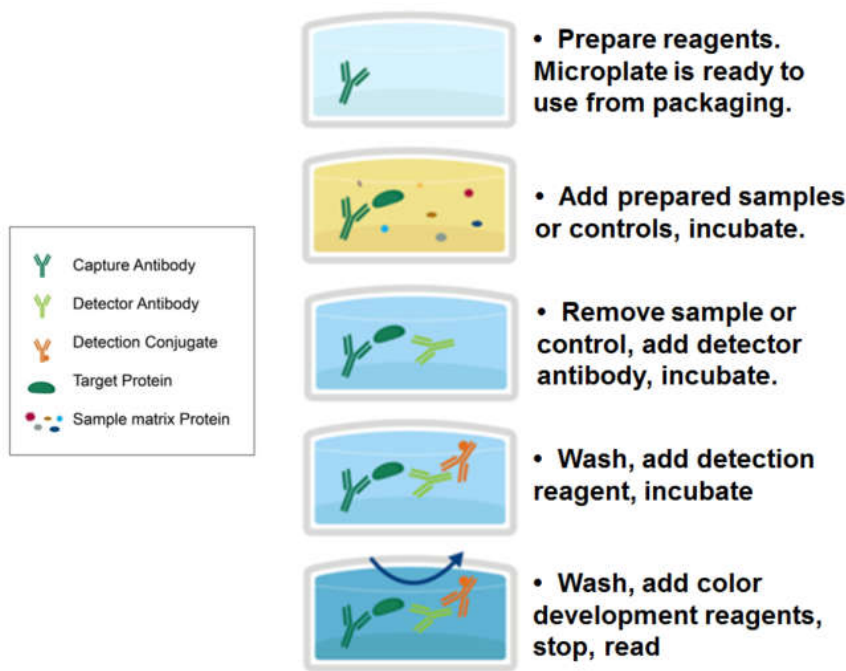 • Prepare reagents.
Microplate is ready to
use from packaging.
• Add prepared samples
or controls, incubate.
Capture Antibody
Detector Antibody
Detection Conjugate
Target Protein
Sample matrix Protein
• Remove sample or
control, add detector
antibody, incubate.
• Wash, add detection
reagent, incubate
• Wash, add color
development reagents,
stop, read